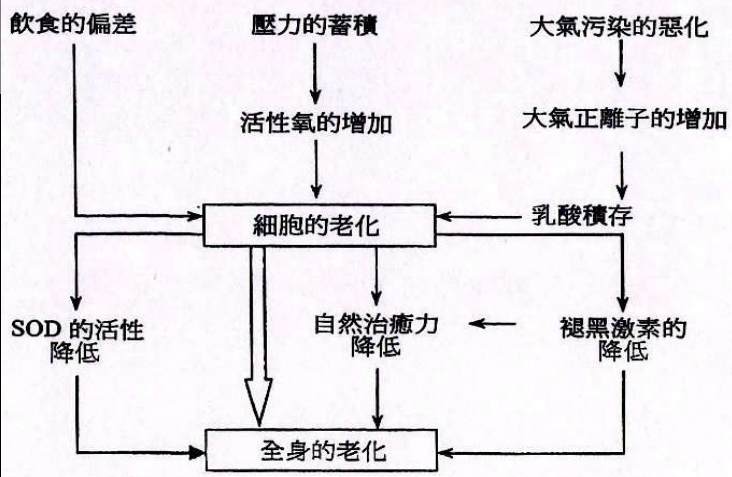 飲食的偏差
壓力的蓄積
大氣污染的惡化
活性氧的增加
大氣正離子的增加
細胞的老化
乳酸積存
SOD 的活性
降低
自然治癒力
降低
褪黑激素的
降低
全身的老化